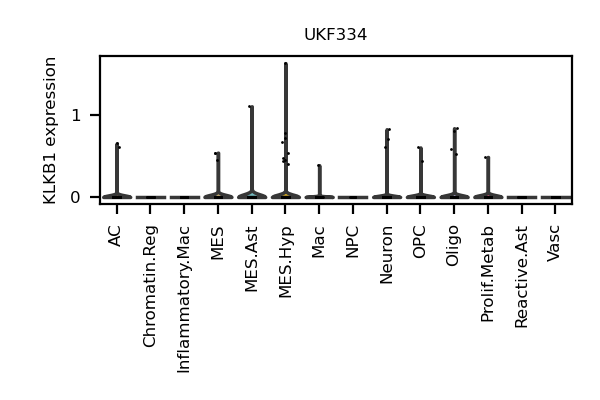 UKF334
KLKB1 expression
1
0
AC
Chromatin.Reg
Inflammatory.Mac
MES
MES.Ast
MES.Hyp
Mac
NPC
Neuron
OPC
Oligo
Prolif.Metab
Reactive.Ast
Vasc